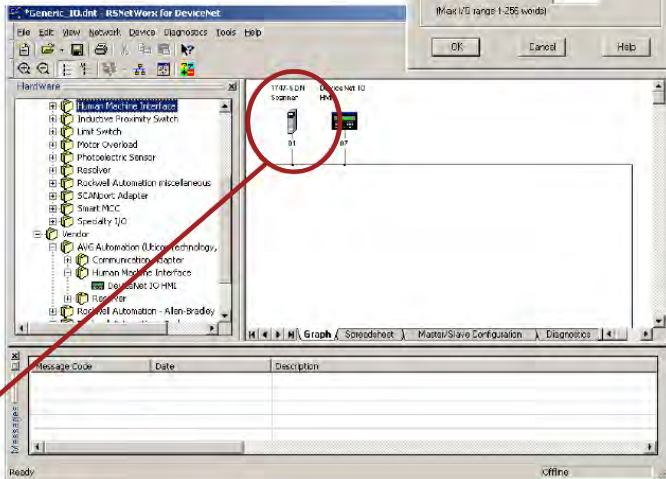 *Generic_IO.dnt - RSNetWorx for DeviceNet
(Max I/O range 1-256 words)
File Edit View Network Device Diagnostics Tools Help
OK Cancel Help
Hardware
Human Machine Interface
Inductive Proximity Switch
Limit Switch
Motor Overload
Photoelectric Sensor
Resolver
Rockwell Automation miscellaneous
SCANport Adapter
Smart MCC
Specialty I/O
Vendor
AVG Automation (Uticor Technology,
Communication Adapter
Human Machine Interface
DeviceNet IO HMI
Resolver
Rockwell Automation - Allen-Bradley
1747-SDN
Scanner
DeviceNet IO
HMI
01
07
Graph Spreadsheet Master/Slave Configuration Diagnostics
Messages
Message Code Date Description
Ready
Offline